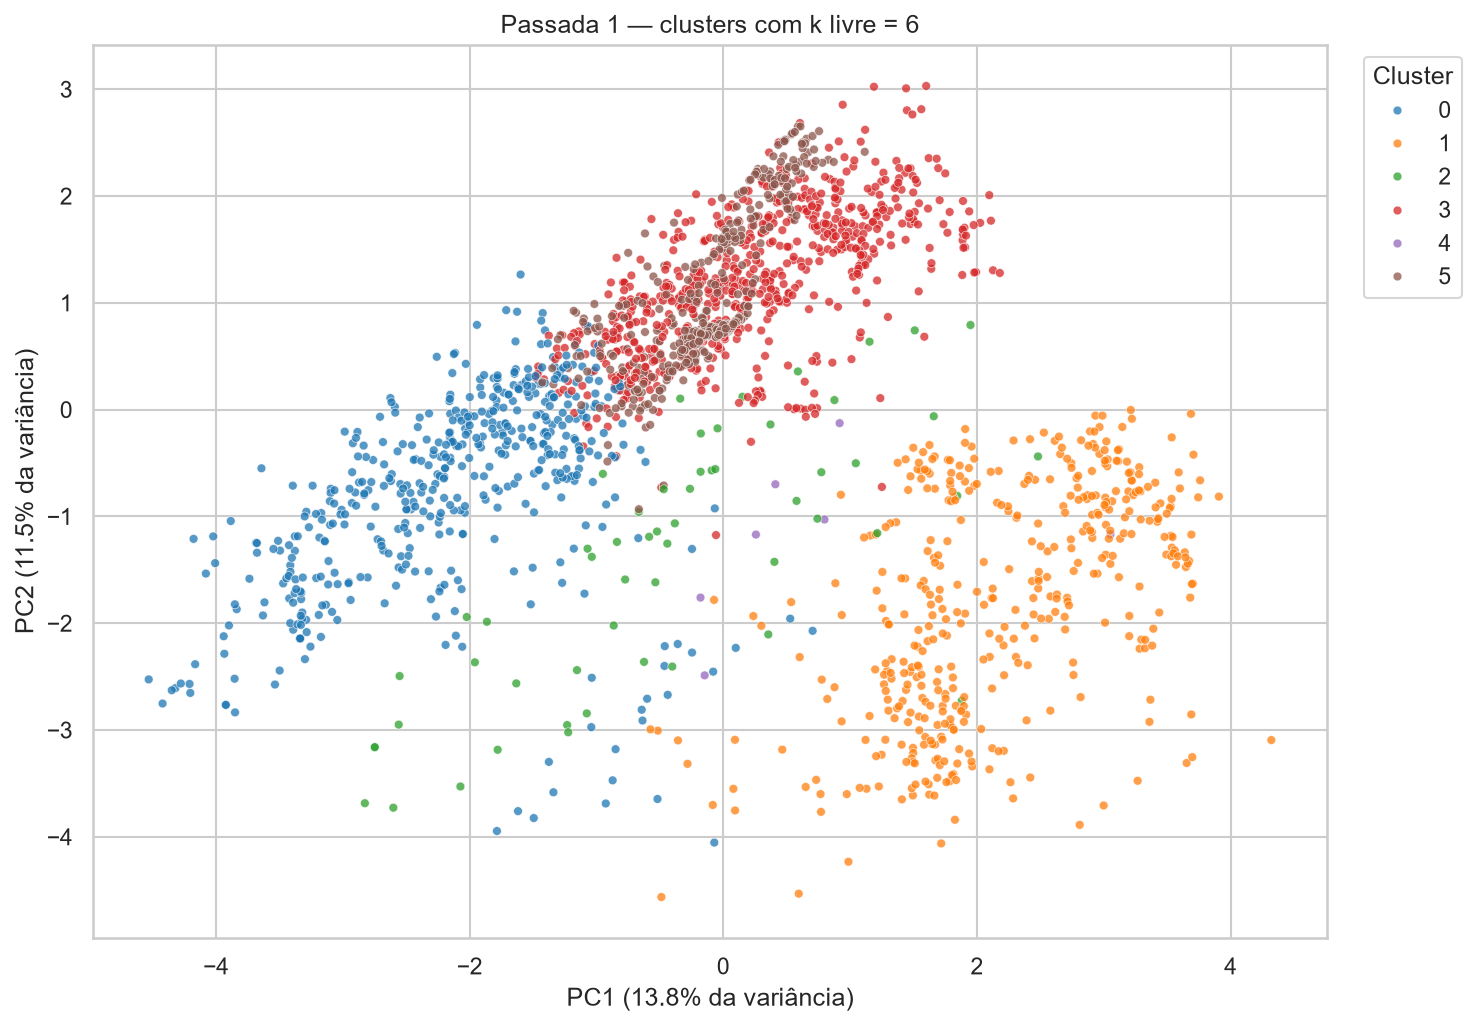 Passada 1 — clusters com k livre = 6
Cluster
0
1
2
3
4
5
3
2
1
0
−1
−2
−3
−4
PC2 (11.5% da variância)
−4 −2 0 2 4
PC1 (13.8% da variância)